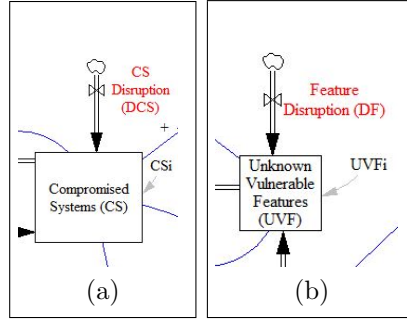 CS
Disruption
(DCS)
+
CSi
Compromised
Systems (CS)
(a)
Feature
Disruption (DF)
Unknown
Vulnerable
Features
(UVF)
UVFi
(b)